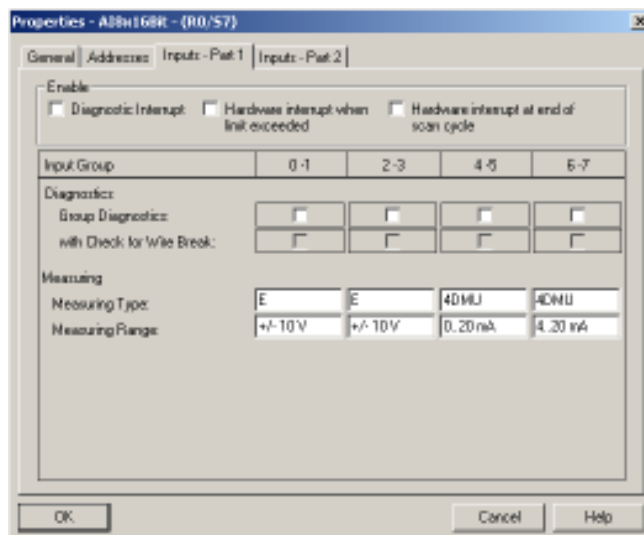 Properties - AI8x16Bit - (R0/S7)
General Addresses Inputs - Part 1 Inputs - Part 2
Enable
Diagnostic Interrupt Hardware interrupt when limit exceeded Hardware interrupt at end of scan cycle
Input Group 0 - 1 2 - 3 4 - 5 6 - 7
Diagnostics
Group Diagnostics:
with Check for Wire Break:
Measuring
Measuring Type: E E 4DMU 4DMU
Measuring Range: +/- 10 V +/- 10 V 0..20 mA 4..20 mA
OK Cancel Help